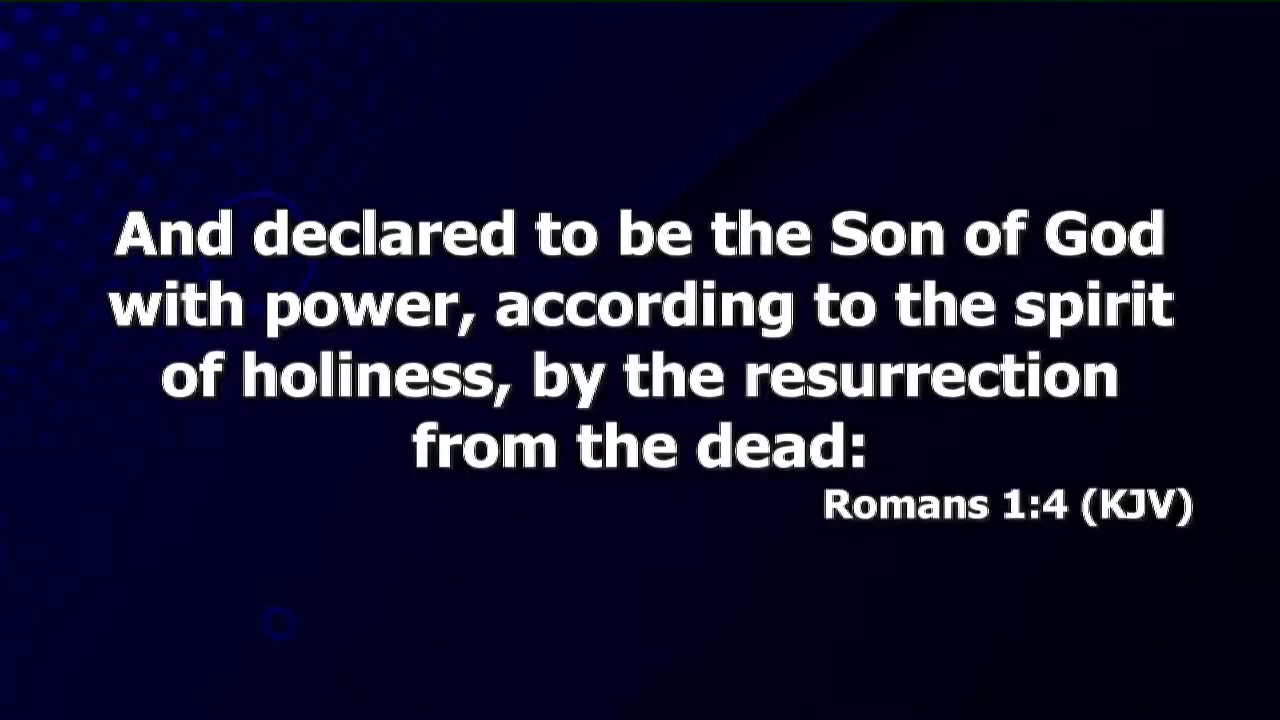 And declared to be the Son of God
with power, according to the spirit
of holiness, by the resurrection
from the dead:
Romans 1:4 (KJV)